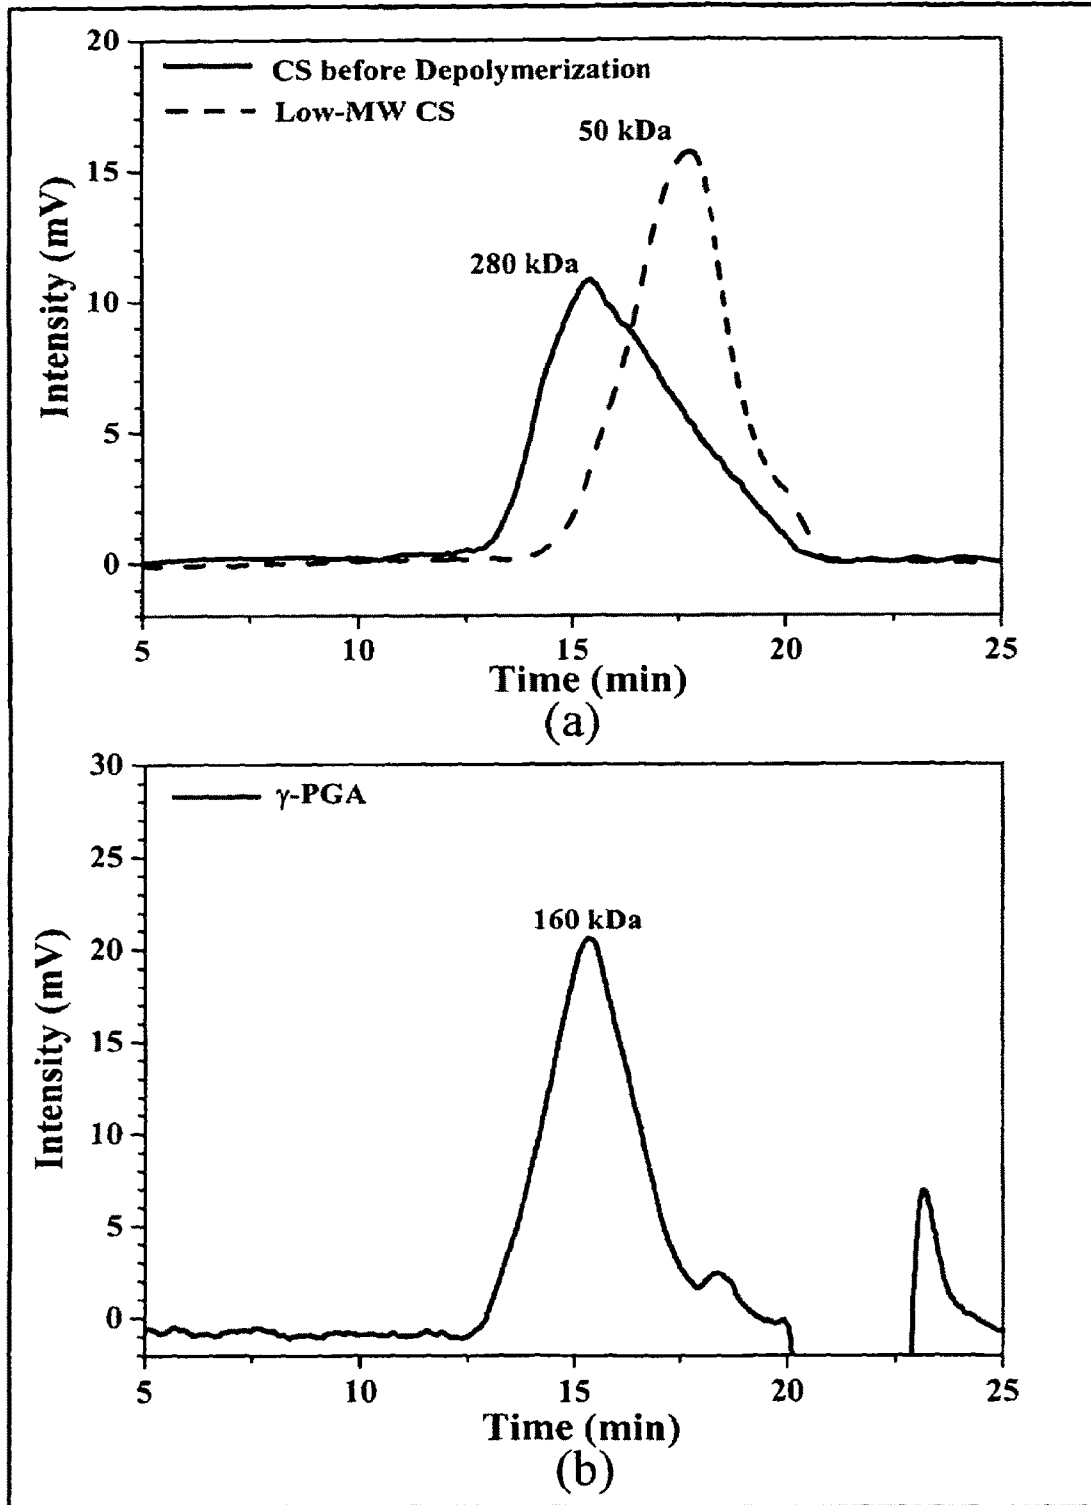 20
15
10
5
0
Intensity (mV)
CS before Depolymerization
Low-MW CS
50 kDa
280 kDa
5 10 15 20 25
Time (min)
(a)
30
25
20
15
10
5
0
Intensity (mV)
γ-PGA
160 kDa
5 10 15 20 25
Time (min)
(b)